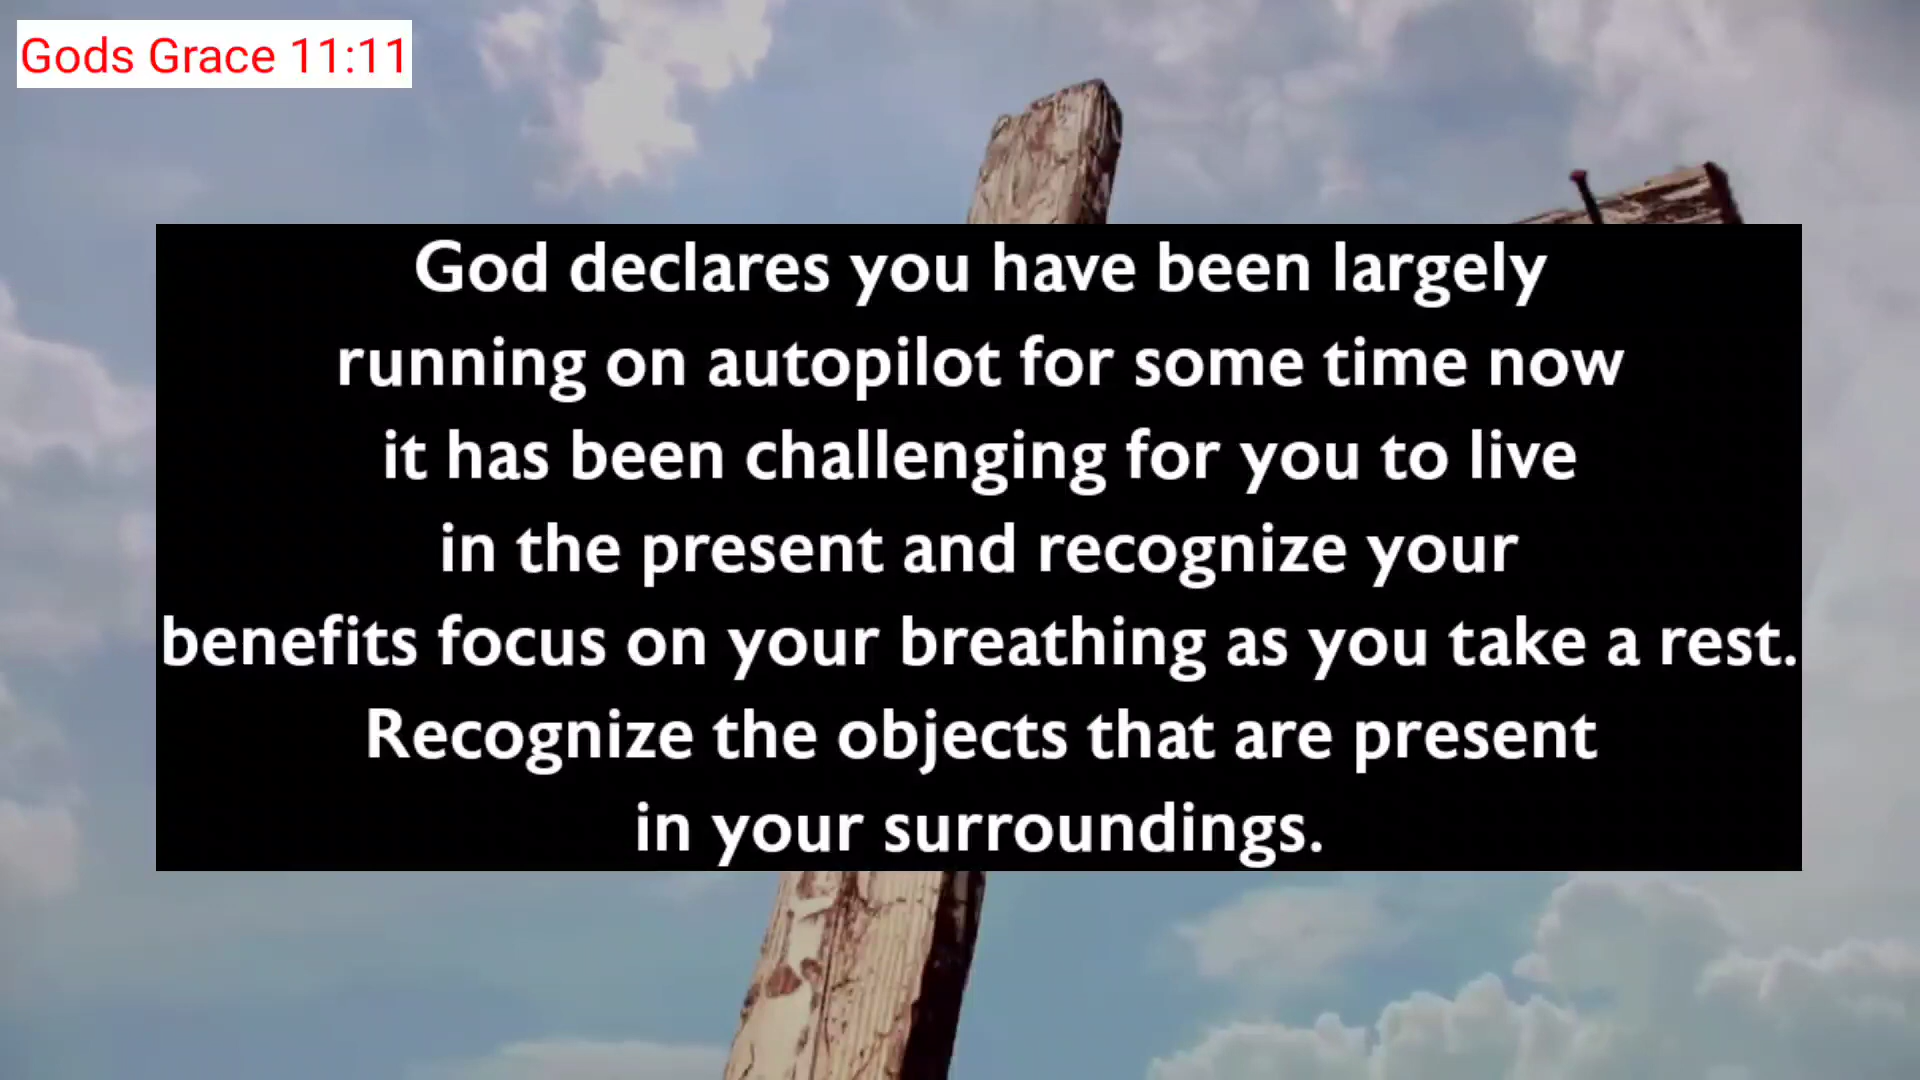 Gods Grace 11:11
God declares you have been largely
running on autopilot for some time now
it has been challenging for you to live
in the present and recognize your
benefits focus on your breathing as you take a rest.
Recognize the objects that are present
in your surroundings.